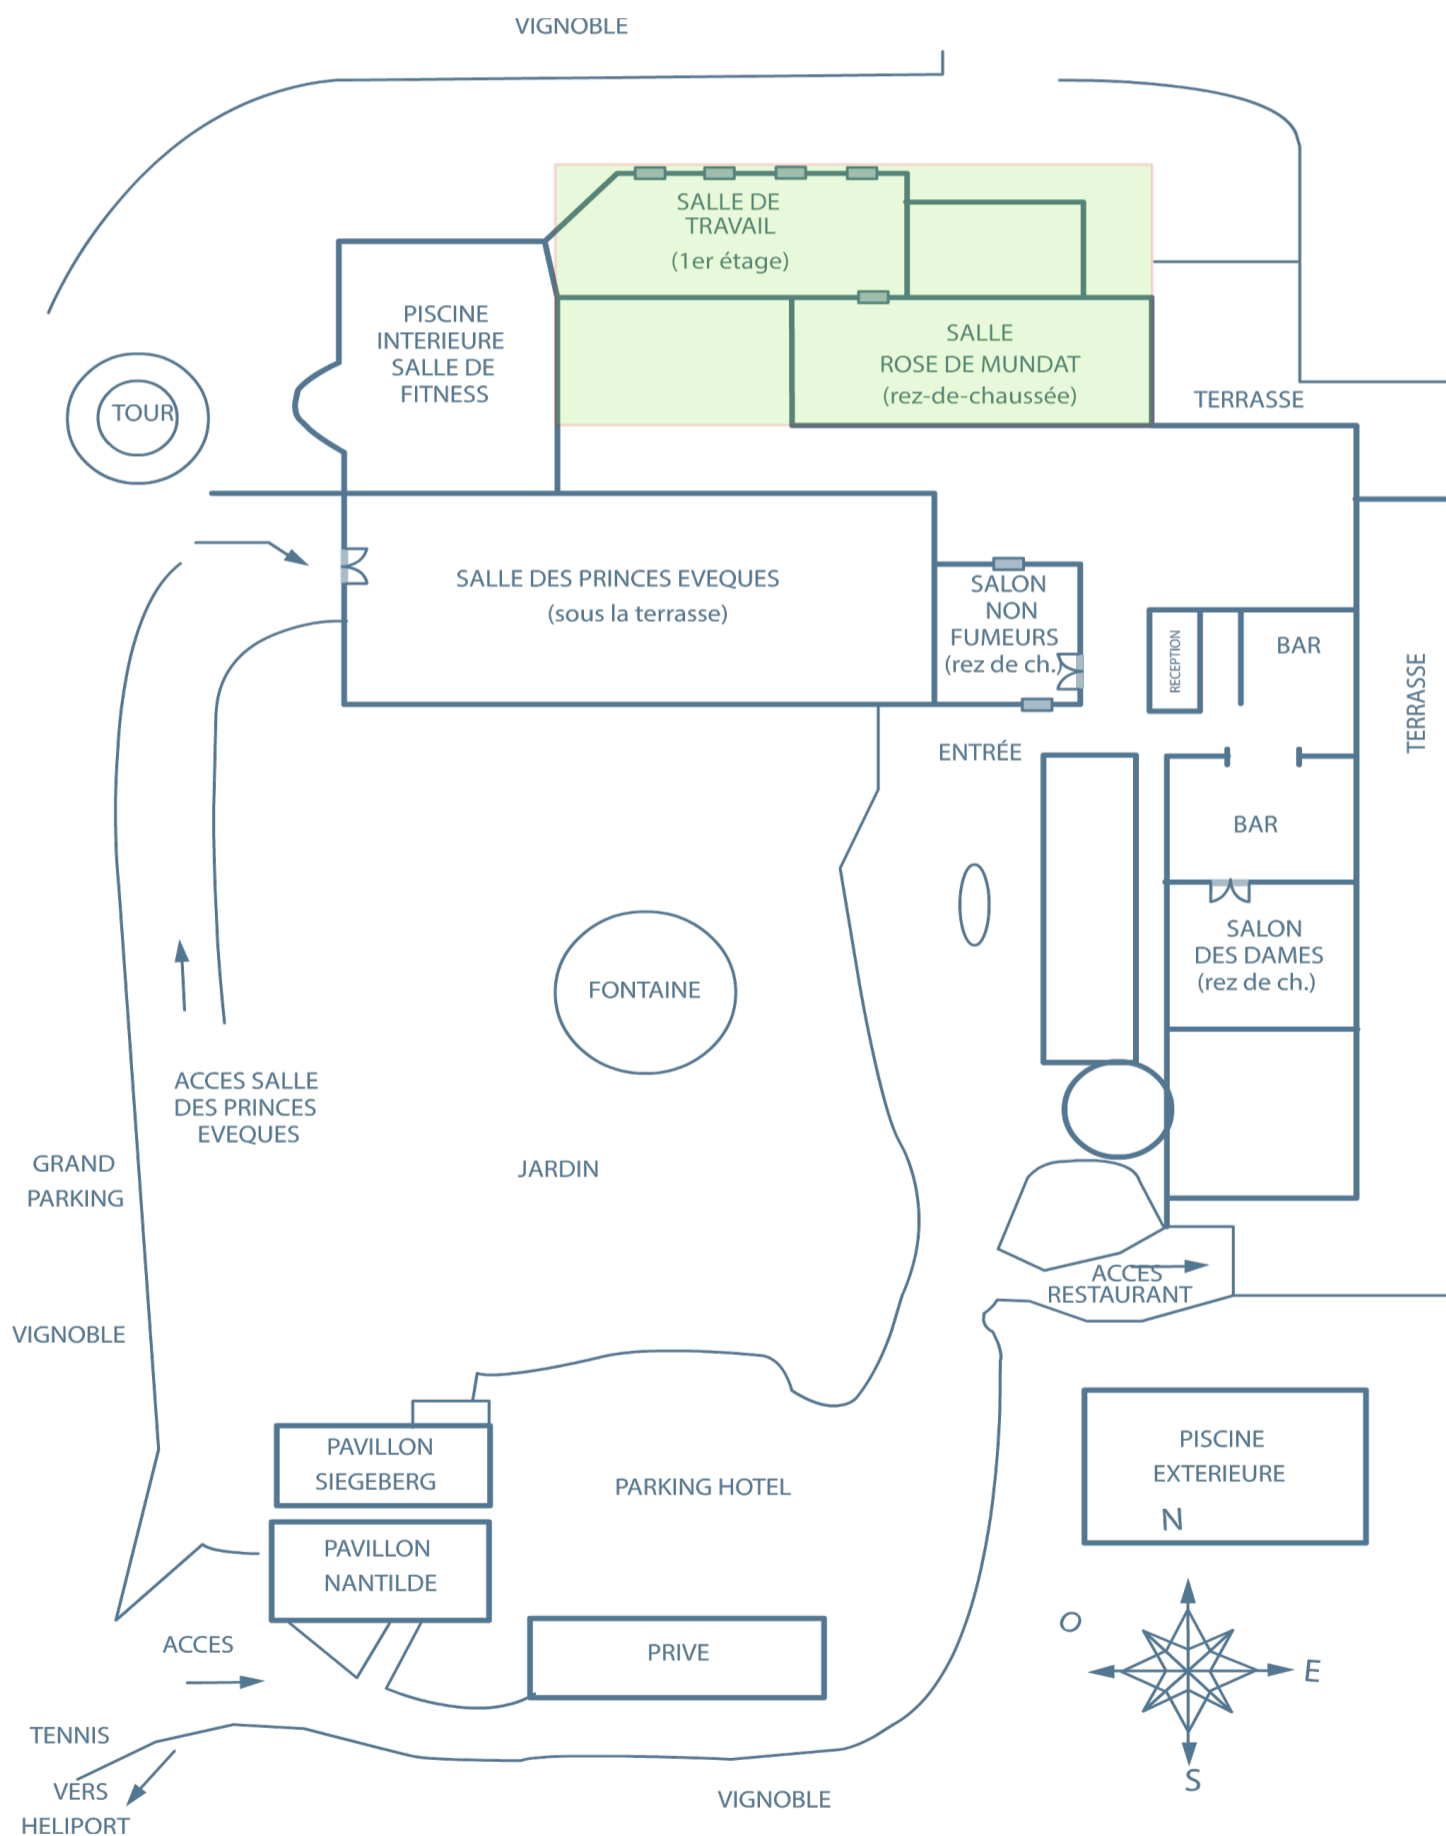 VIGNOBLE
SALLE DE
TRAVAIL
(1er étage)
PISCINE
INTERIEURE
SALLE DE
FITNESS
SALLE
ROSE DE MUNDAT
(rez-de-chaussée)
TERRASSE
TOUR
SALLE DES PRINCES EVEQUES
(sous la terrasse)
SALON
NON
FUMEURS
(rez de ch.)
RECEPTION
BAR
TERRASSE
ENTRÉE
BAR
SALON
DES DAMES
(rez de ch.)
FONTAINE
ACCES SALLE
DES PRINCES
EVEQUES
GRAND
PARKING
JARDIN
ACCES
RESTAURANT
VIGNOBLE
PAVILLON
SIEGEBERG
PARKING HOTEL
PISCINE
EXTERIEURE
N
PAVILLON
NANTILDE
O
E
S
ACCES
PRIVE
TENNIS
VERS
HELIPORT
VIGNOBLE